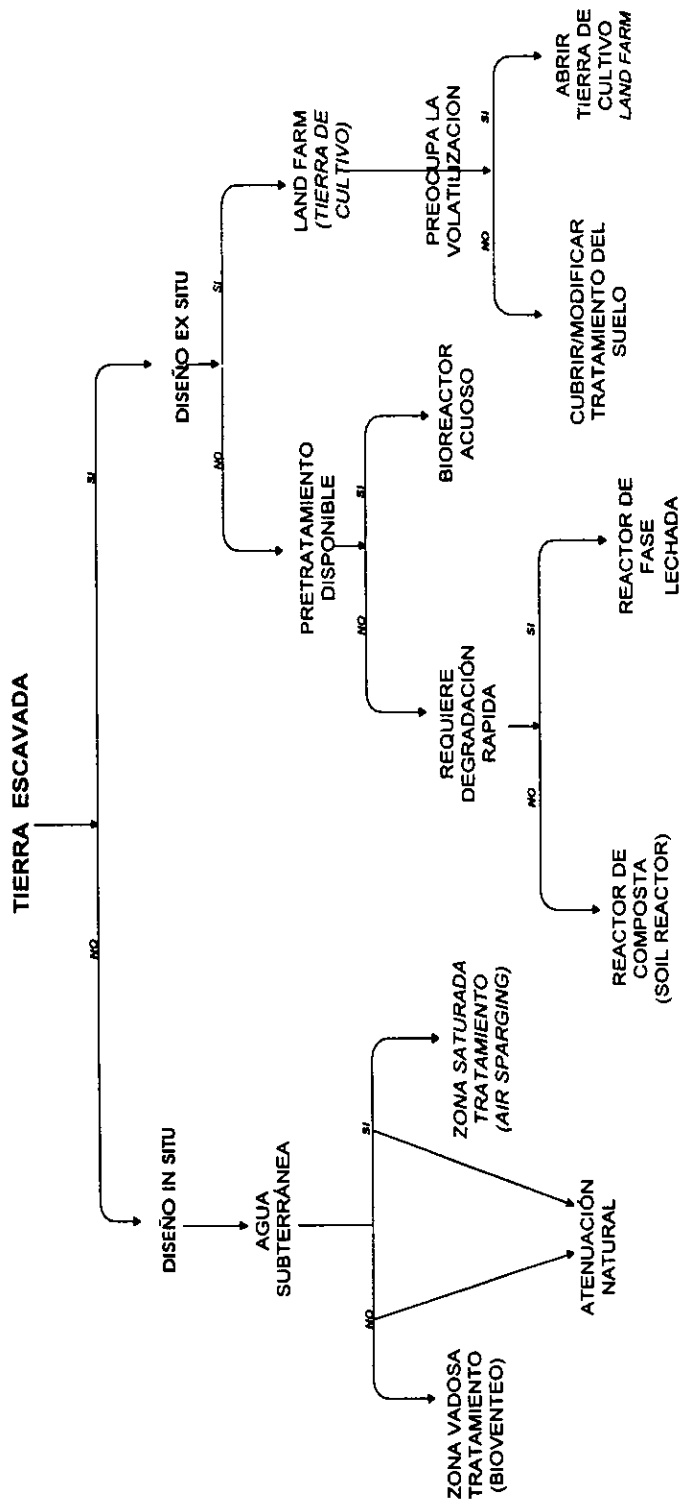 TIERRA ESCAVADA
NO
SI
DISEÑO IN SITU
DISEÑO EX SITU
AGUA
SUBTERRÁNEA
NO
SI
PRETRATAMIENTO
DISPONIBLE
LAND FARM
(TIERRA DE
CULTIVO)
NO
SI
NO
SI
PREOCUPA LA
VOLATILIZACION
ZONA VADOSA
TRATAMIENTO
(BIOVENTEO)
ZONA SATURADA
TRATAMIENTO
(AIR SPARGING)
REQUIERE
DEGRADACIÓN
RAPIDA
BIOREACTOR
ACUOSO
NO
SI
ATENUACIÓN
NATURAL
NO
SI
CUBRIR/MODIFICAR
TRATAMIENTO DEL
SUELO
ABRIR
TIERRA DE
CULTIVO
LAND FARM
REACTOR DE
COMPOSTA
(SOIL REACTOR)
REACTOR DE
FASE
LECHADA